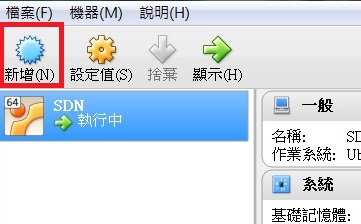 檔案(F) 機器(M) 說明(H)
新增(N) 設定值(S) 捨棄 顯示(H)
64 SDN
執行中
一般
名稱: SD
作業系統: Ub
系統
基礎記憶體: